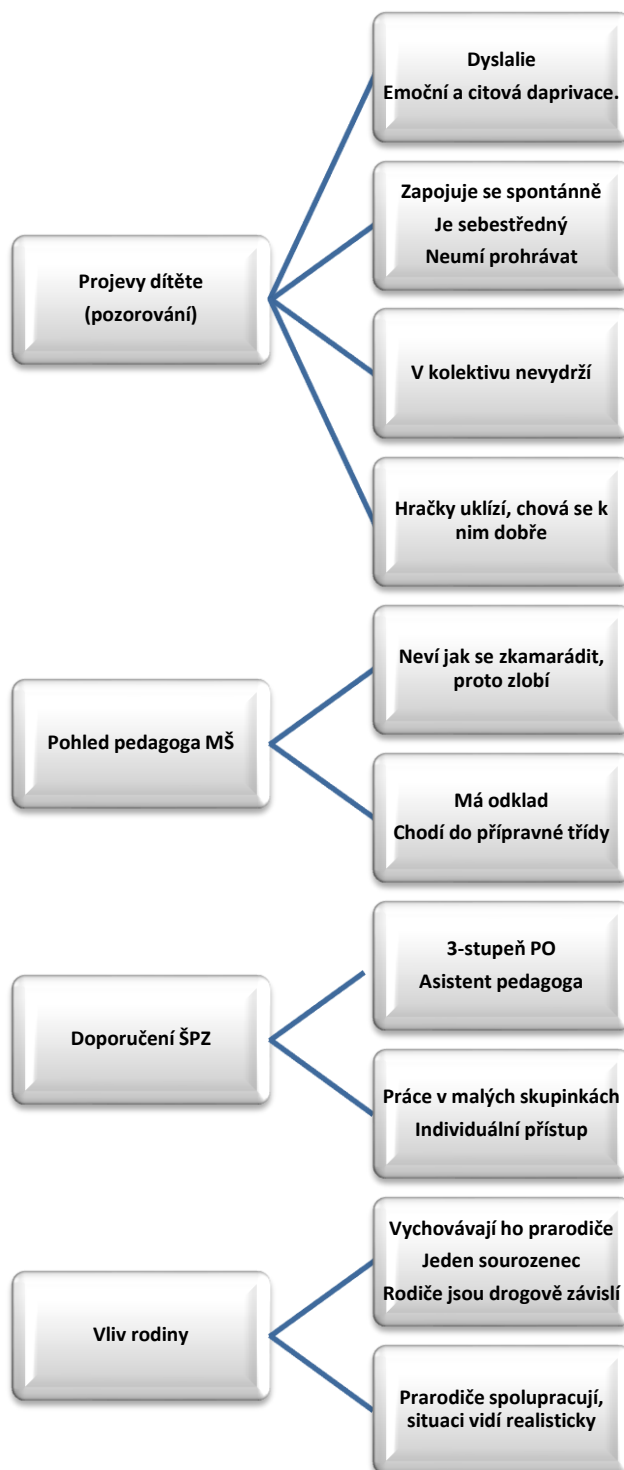 Projevy dítěte
(pozorování)
Dyslalie
Emoční a citová daprivace.
Zapojuje se spontánně
Je sebestředný
Neumí prohrávat
V kolektivu nevydrží
Hračky uklízí, chová se k
nim dobře
Pohled pedagoga MŠ
Neví jak se zkamarádit,
proto zlobí
Má odklad
Chodí do přípravné třídy
Doporučení ŠPZ
3-stupeň PO
Asistent pedagoga
Práce v malých skupinkách
Individuální přístup
Vliv rodiny
Vychovávají ho prarodiče
Jeden sourozenec
Rodiče jsou drogově závislí
Prarodiče spolupracují,
situaci vidí realisticky